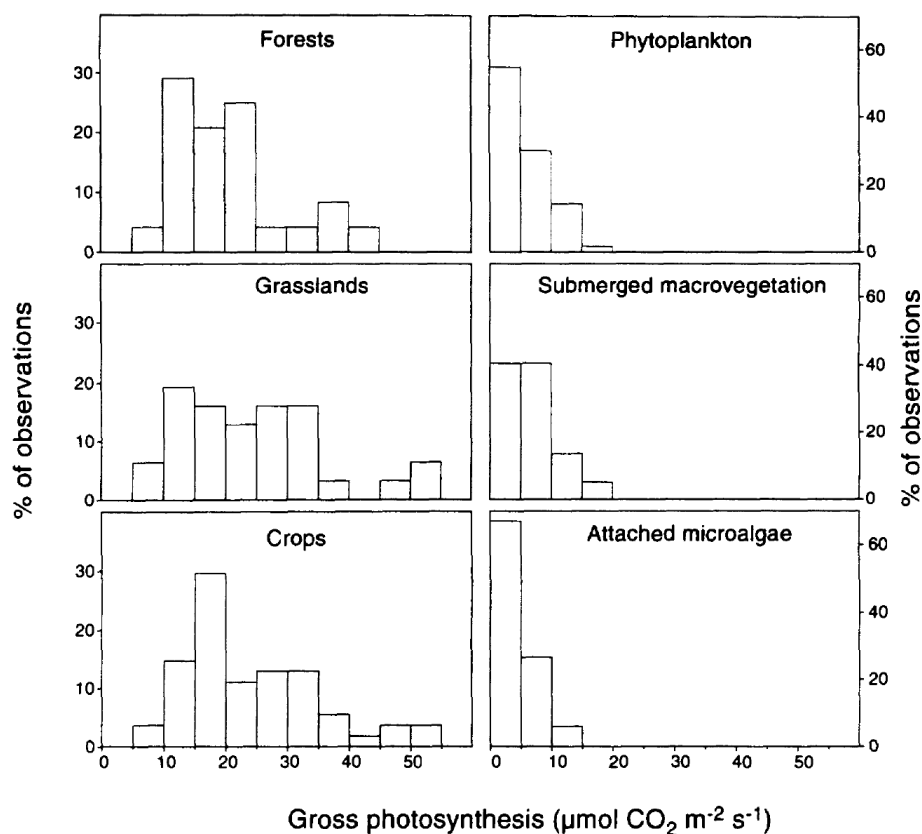 Forests
Phytoplankton
30
20
10
0
60
40
20
0
Grasslands
Submerged macrovegetation
30
20
10
0
60
40
20
0
Crops
Attached microalgae
30
20
10
0
60
40
20
0
% of observations
% of observations
0 10 20 30 40 50
0 10 20 30 40 50
Gross photosynthesis (μmol CO₂ m⁻² s⁻¹)